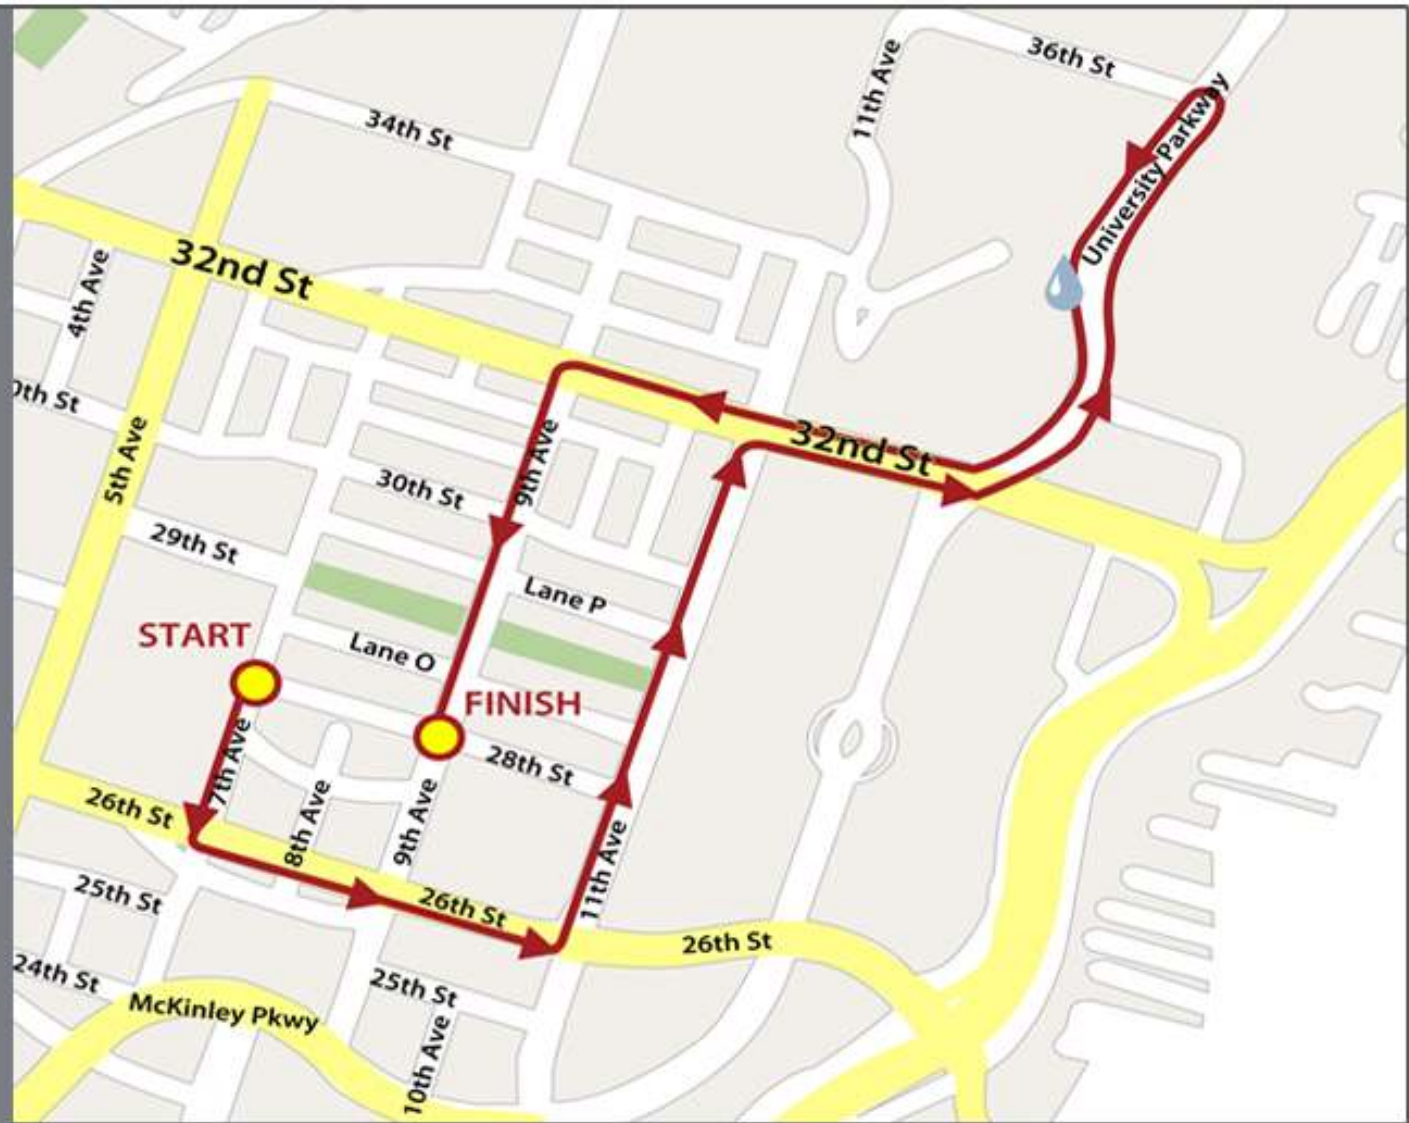 36th St
11th Ave
34th St
University Parkway
32nd St
4th Ave
0th St
5th Ave
32nd St
9th Ave
30th St
29th St
Lane P
START
Lane O
FINISH
7th Ave
28th St
26th St
8th Ave
9th Ave
11th Ave
25th St
26th St
26th St
24th St
25th St
McKinley Pkwy
10th Ave